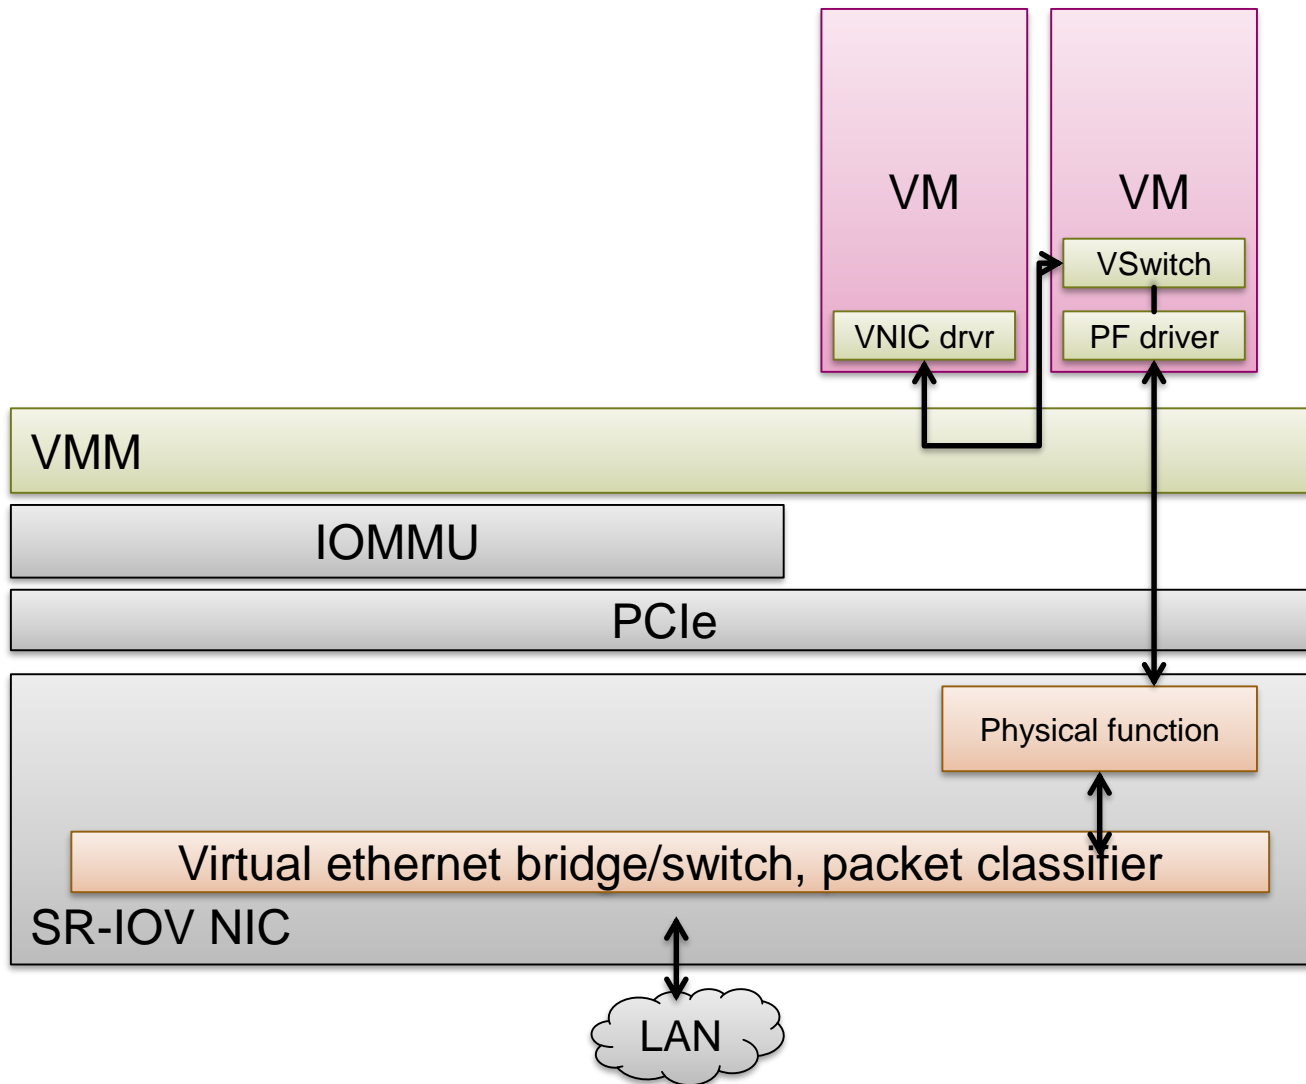 VM
VM
VSwitch
VNIC drvr
PF driver
VMM
IOMMU
PCIe
Physical function
Virtual ethernet bridge/switch, packet classifier
SR-IOV NIC
LAN